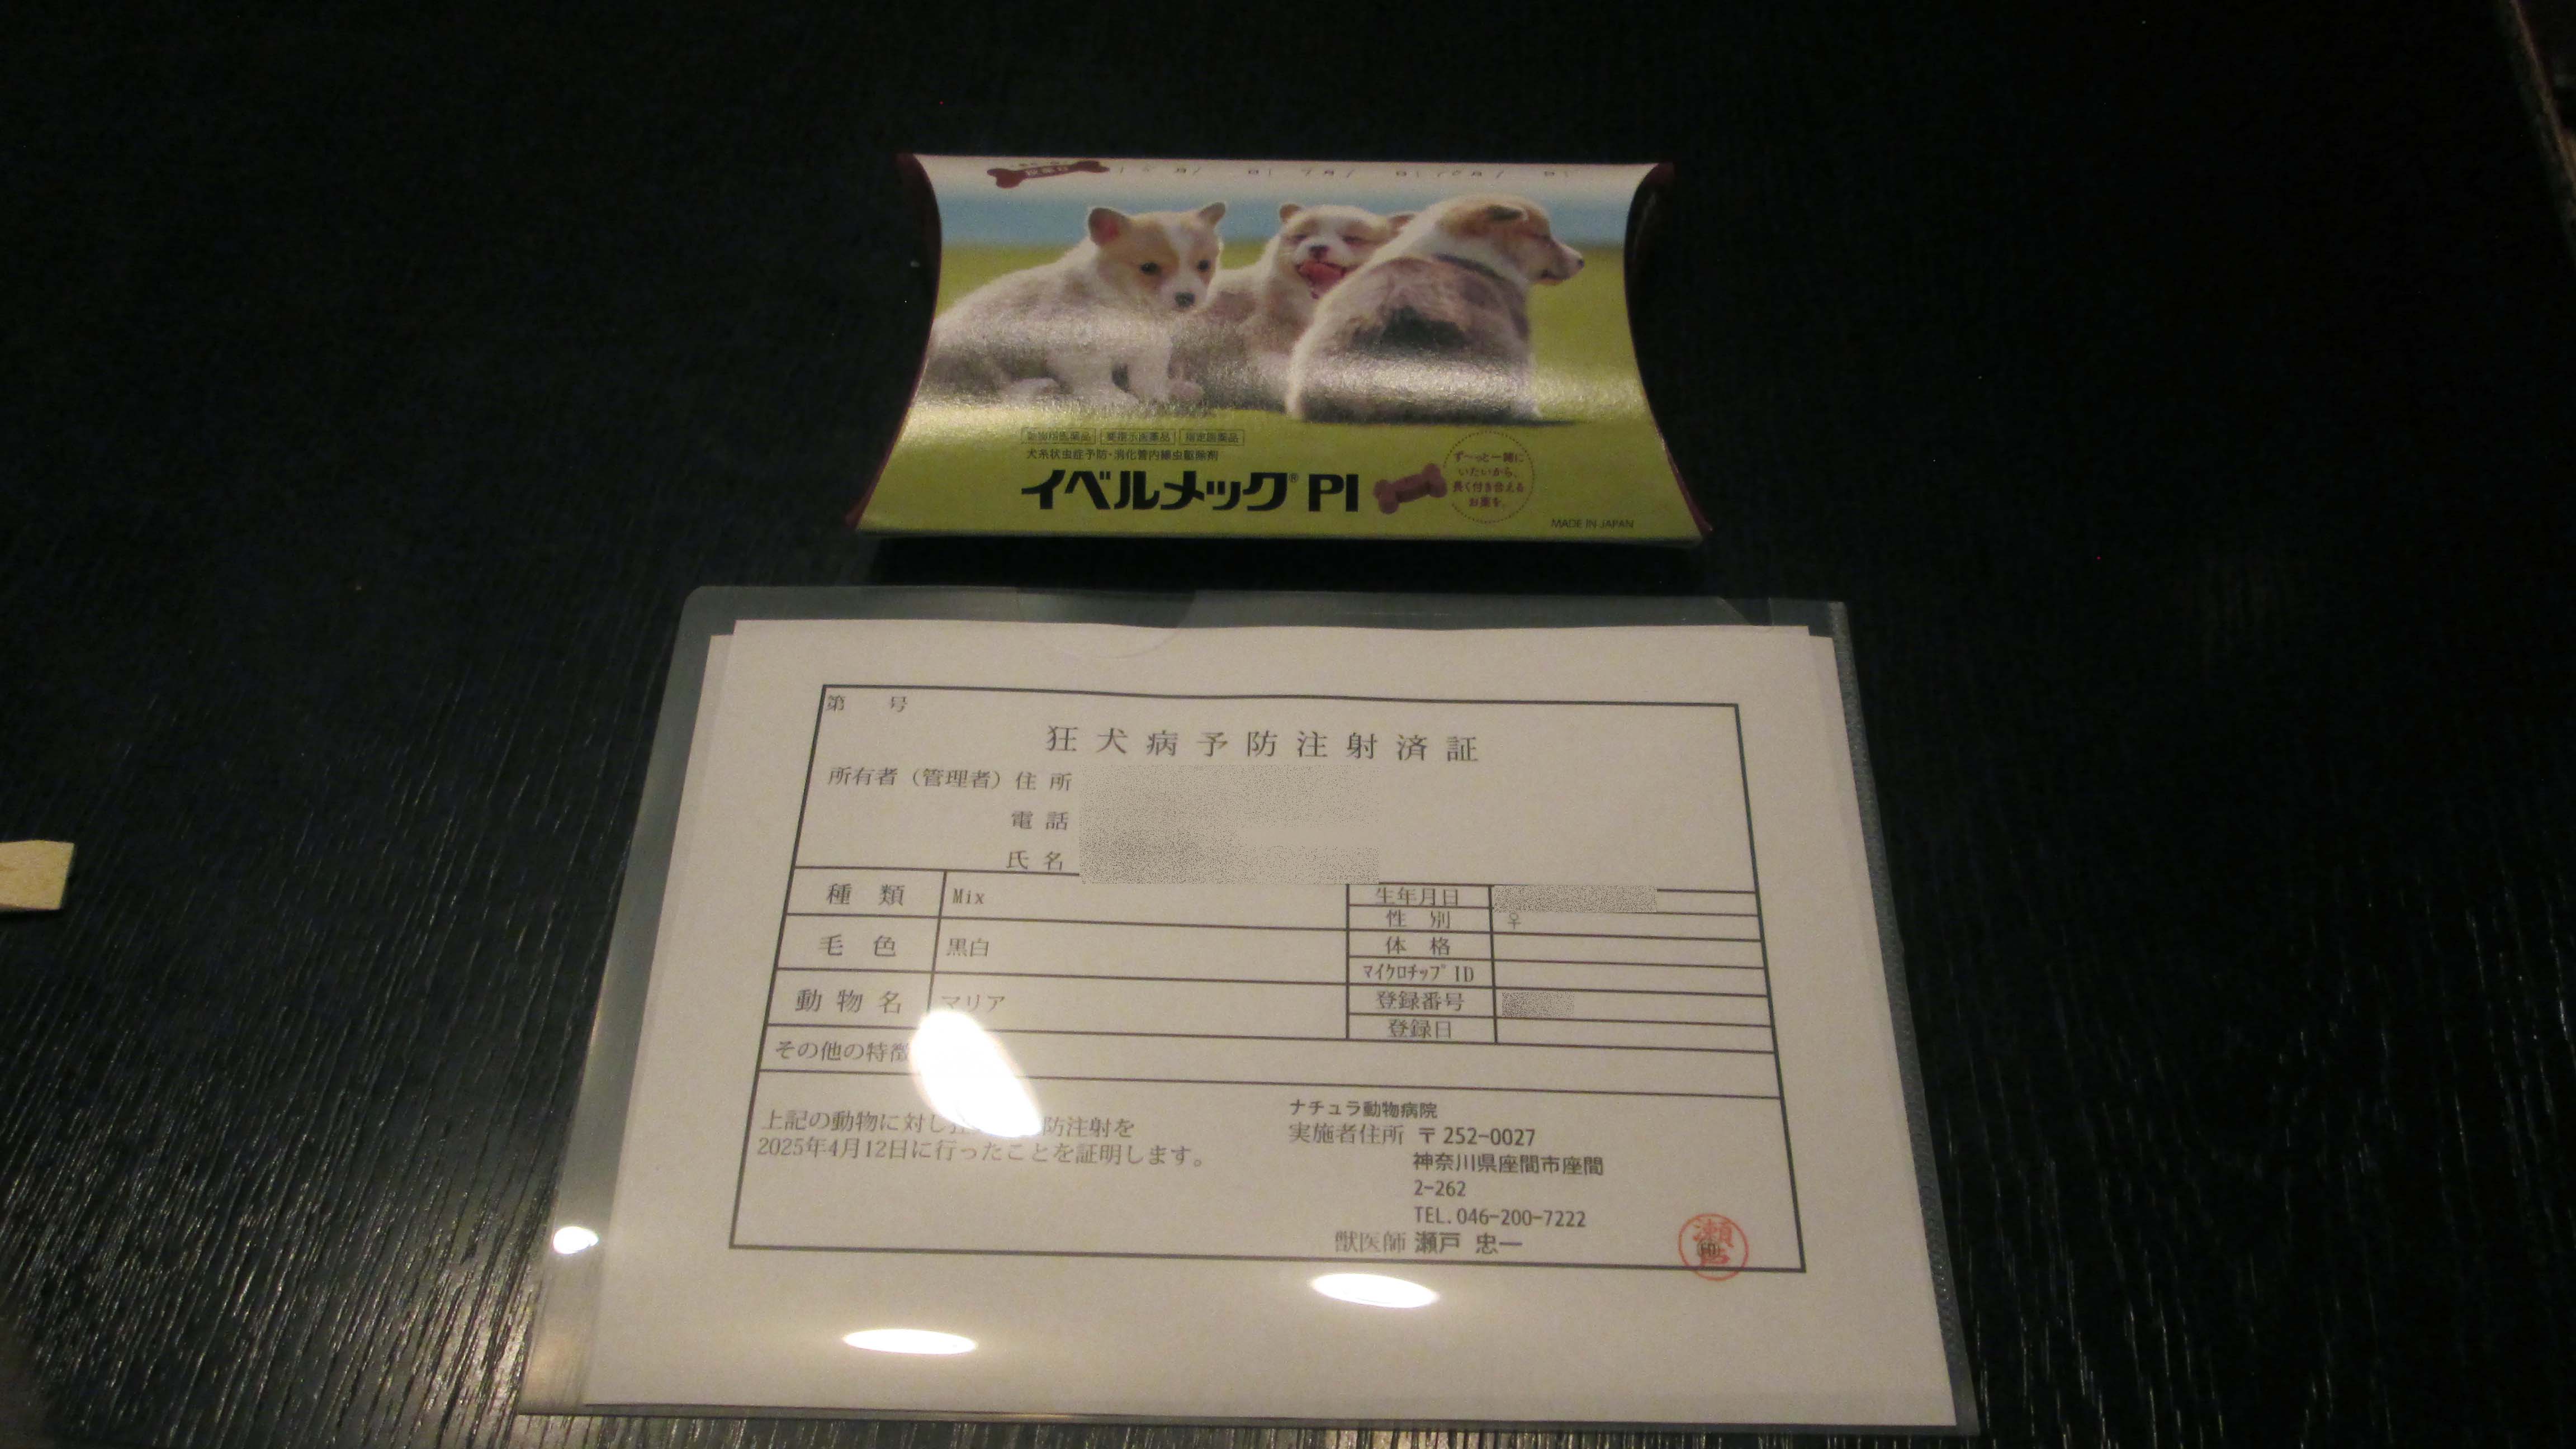 動物用医薬品 要指示医薬品 指定医薬品
犬糸状虫症予防・消化管内線虫駆除剤
イベルメック® PI
ず〜っと一緒に
いたいから、
長く付き合える
お薬を。
MADE IN JAPAN
第 号
狂犬病予防注射済証
所有者（管理者）住所
電話
氏名
種類 Mix 生年月日
性別 ♀
毛色 黒白 体格
マイクロチップID
動物名 マリア 登録番号
登録日
その他の特徴
上記の動物に対し 防注射を
2025年4月12日に行ったことを証明します。
ナチュラ動物病院
実施者住所 〒252-0027
神奈川県座間市座間
2-262
TEL.046-200-7222
獣医師 瀬戸 忠一